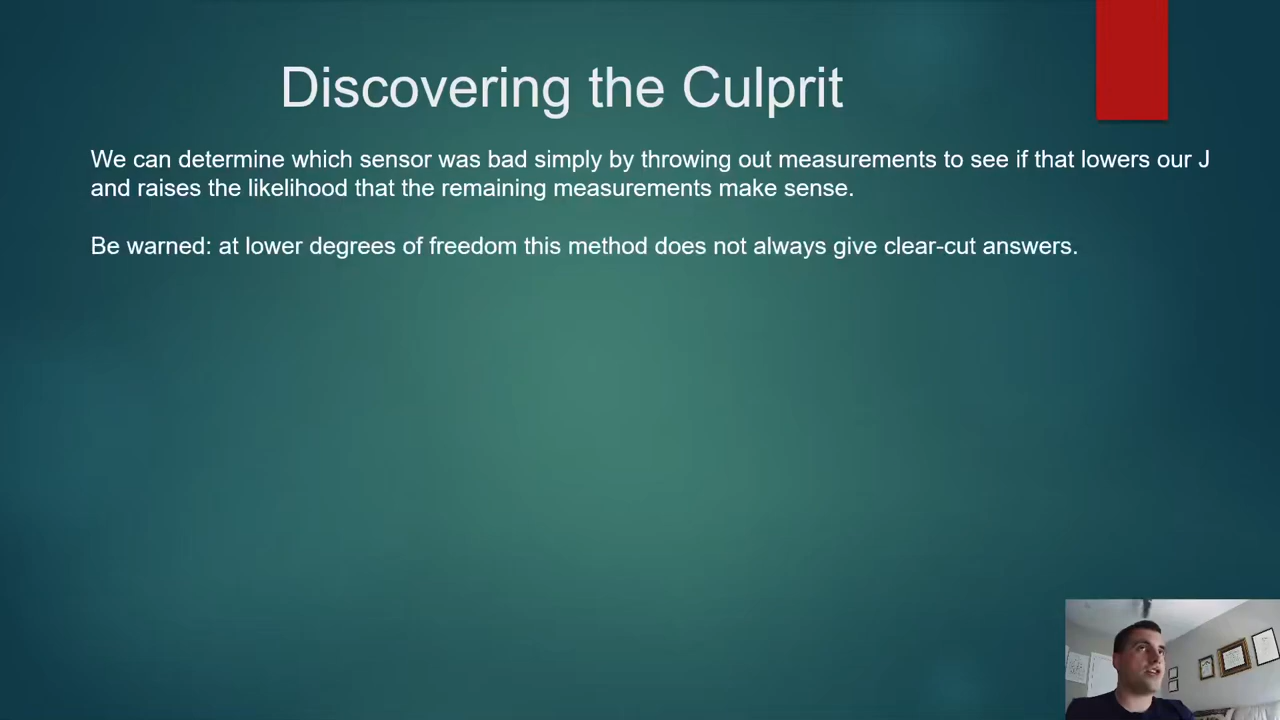 Discovering the Culprit
We can determine which sensor was bad simply by throwing out measurements to see if that lowers our J
and raises the likelihood that the remaining measurements make sense.
Be warned: at lower degrees of freedom this method does not always give clear-cut answers.